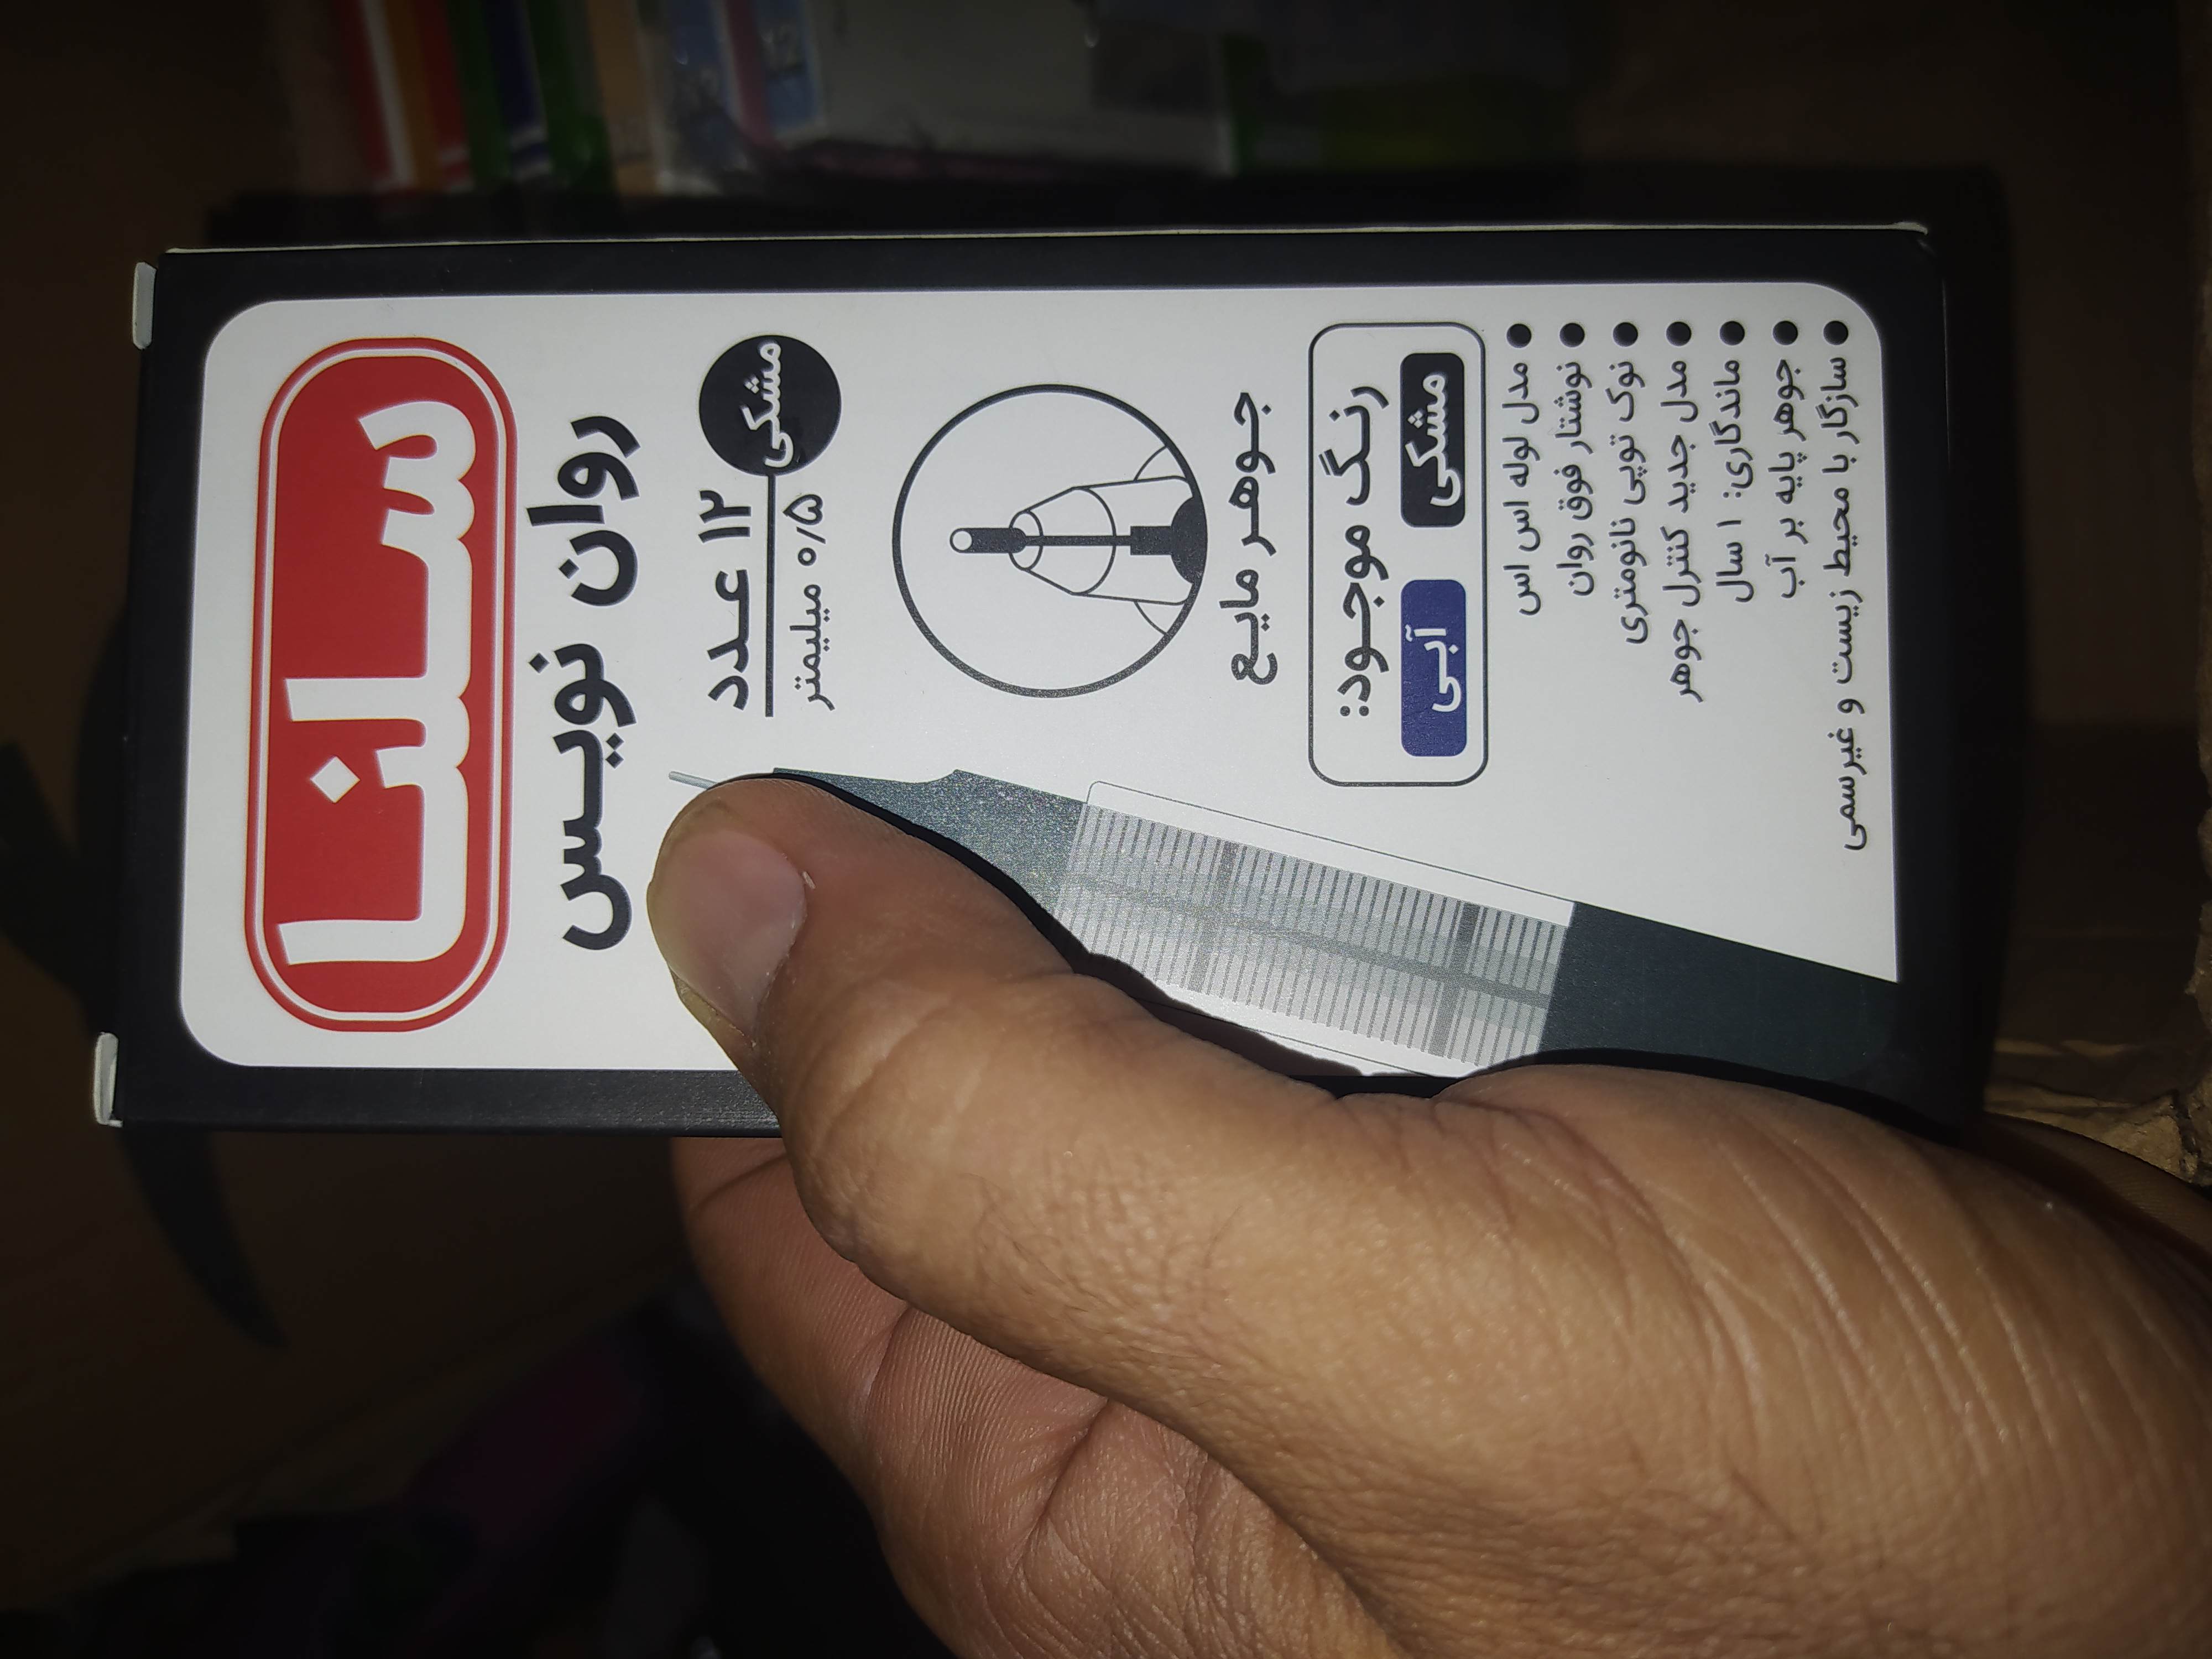 سلنا
روان نویس
۱۲ عدد
مشکی
۰/۵ میلیمتر
جوهر مایع
رنگ موجود:
مشکی
آبی
● مدل لوله اس اس
● نوشتار فوق روان
● نوک توپی نانومتری
● مدل جدید کنترل جوهر
● ماندگاری: ۱ سال
● جوهر پایه بر آب
● سازگار با محیط زیست و غیرسمی